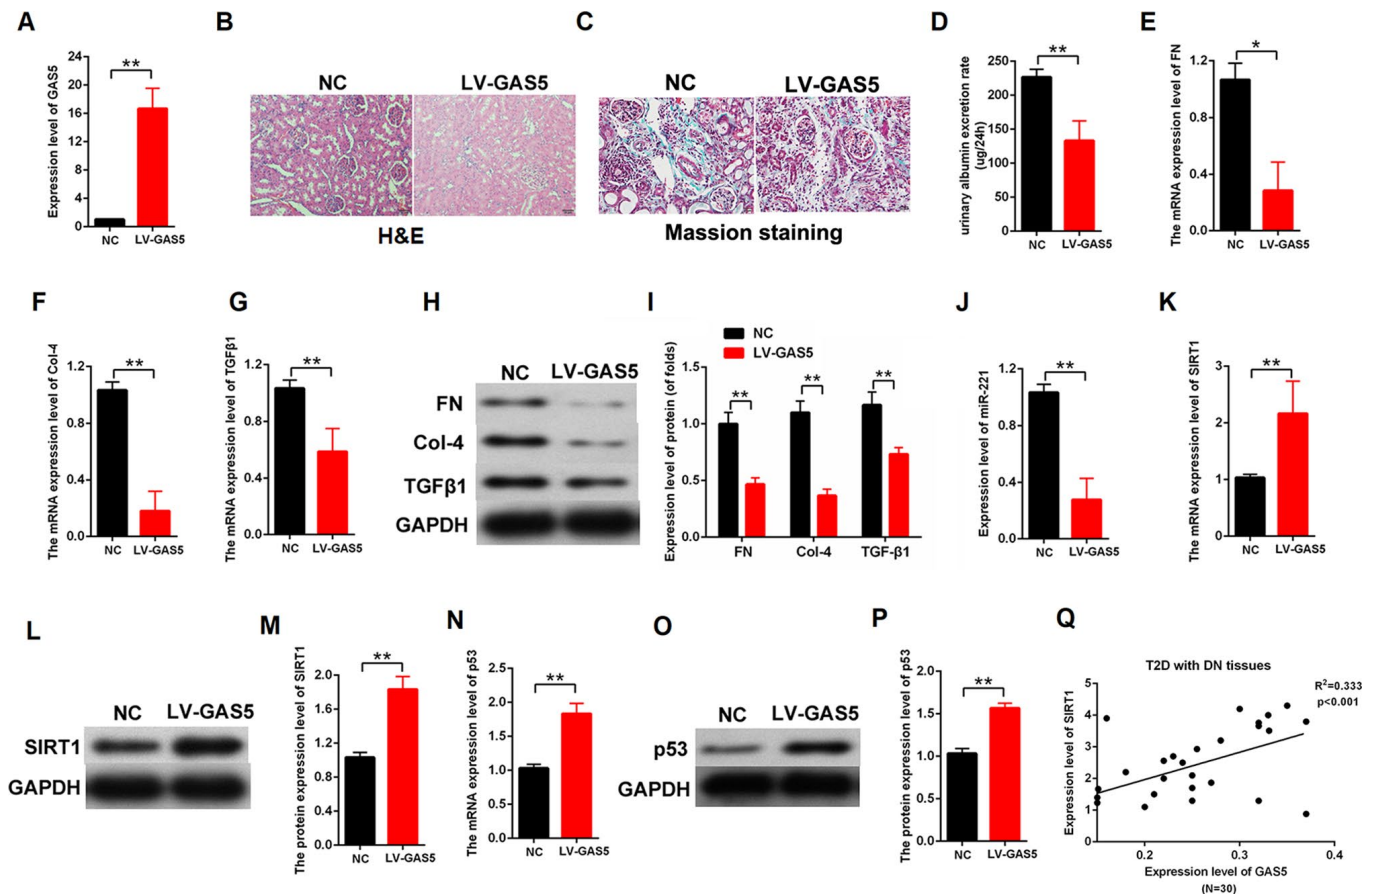 A
Expression level of GAS5
24
20
16
12
8
4
0
**
NC
LV-GAS5
B
NC
LV-GAS5
H&E
C
NC
LV-GAS5
Massion staining
D
urinary albumin excretion rate
(ug/24h)
250
200
150
100
50
0
**
NC
LV-GAS5
E
The mRNA expression level of FN
1.2
0.8
0.4
0.0
*
NC
LV-GAS5
F
The mRNA expression level of Col-4
1.2
0.8
0.4
0.0
**
NC
LV-GAS5
G
The mRNA expression level of TGFβ1
1.2
0.8
0.4
0.0
**
NC
LV-GAS5
H
NC
LV-GAS5
FN
Col-4
TGFβ1
GAPDH
I
NC
LV-GAS5
Expression level of protein (of folds)
1.5
1.0
0.5
0.0
**
**
**
FN
Col-4
TGF-β1
J
Expression level of miR-221
1.2
0.8
0.4
0.0
**
NC
LV-GAS5
K
The mRNA expression level of SIRT1
3
2
1
0
**
NC
LV-GAS5
L
NC
LV-GAS5
SIRT1
GAPDH
M
The protein expression level of SIRT1
2.0
1.6
1.2
0.8
0.4
0.0
**
NC
LV-GAS5
N
The mRNA expression level of p53
2.5
2.0
1.5
1.0
0.5
0.0
**
NC
LV-GAS5
O
NC
LV-GAS5
p53
GAPDH
P
The protein expression level of p53
2.0
1.5
1.0
0.5
0.0
**
NC
LV-GAS5
Q
T2D with DN tissues
R²=0.333
p<0.001
Expression level of SIRT1
5
4
3
2
1
0
0.2
0.3
0.4
Expression level of GAS5
(N=30)